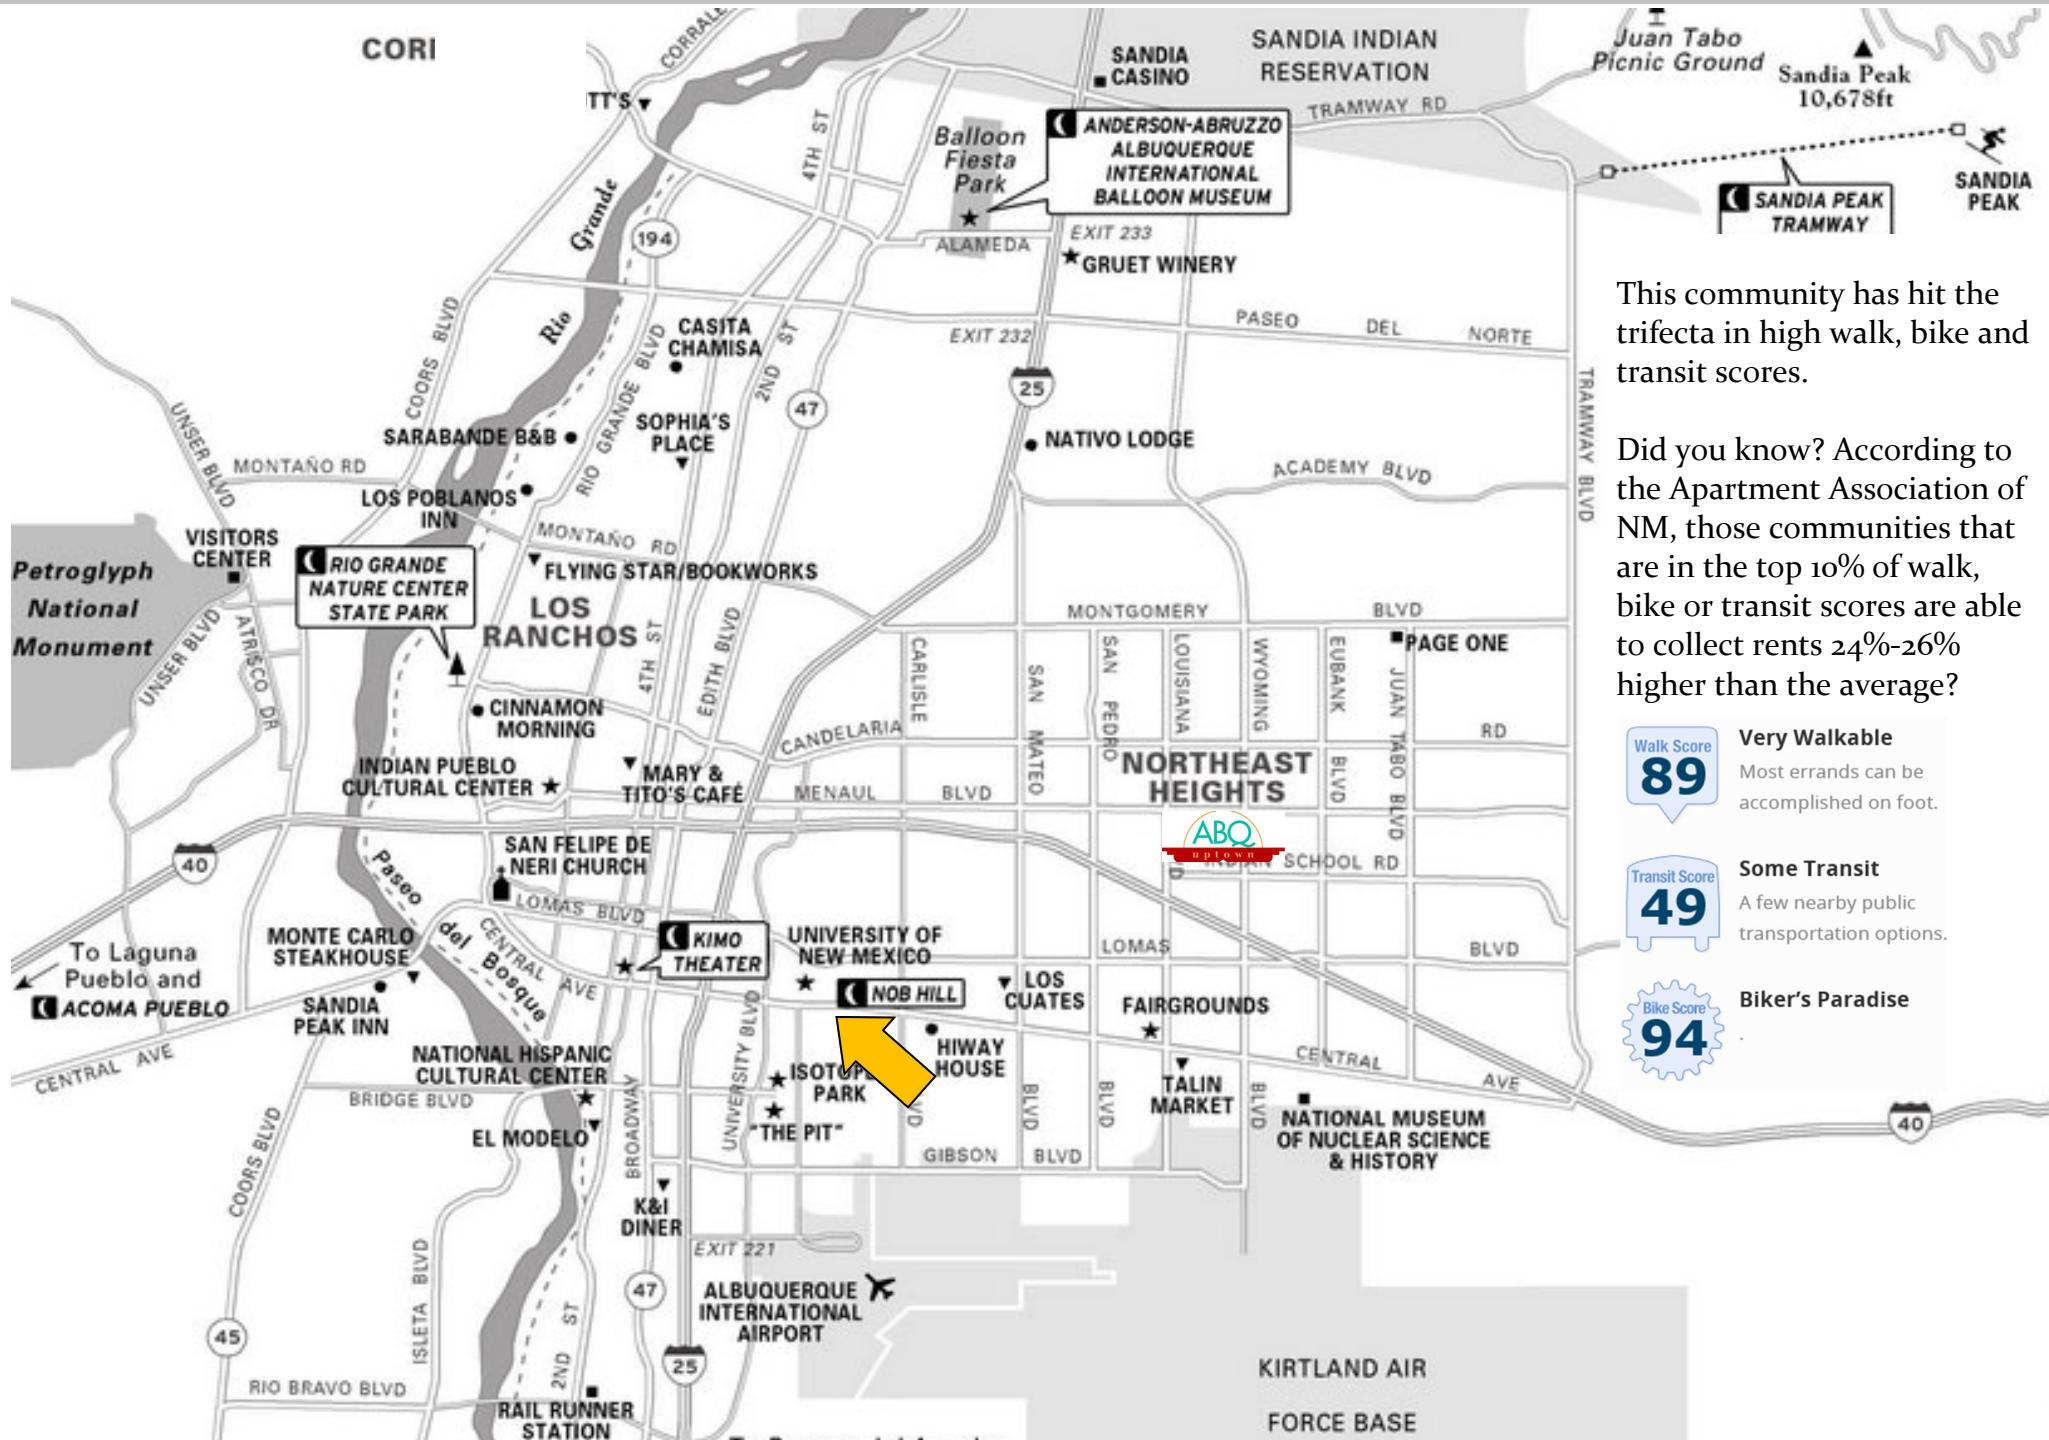 CORRALE
SANDIA
CASINO
SANDIA INDIAN
RESERVATION
Juan Tabo
Picnic Ground
Sandia Peak
10,678ft
TT'S
4TH ST
Balloon
Fiesta
Park
ANDERSON-ABRUZZO
ALBUQUERQUE
INTERNATIONAL
BALLOON MUSEUM
TRAMWAY RD
SANDIA PEAK
TRAMWAY
SANDIA
PEAK
Rio Grande
194
ALAMEDA
EXIT 233
GRUET WINERY
This community has hit the
trifecta in high walk, bike and
transit scores.
Did you know? According to
the Apartment Association of
NM, those communities that
are in the top 10% of walk,
bike or transit scores are able
to collect rents 24%-26%
higher than the average?
Walk Score
89
Very Walkable
Most errands can be
accomplished on foot.
Transit Score
49
Some Transit
A few nearby public
transportation options.
Bike Score
94
Biker's Paradise
.
COORS BLVD
CASITA
CHAMISA
2ND ST
EXIT 232
PASEO DEL NORTE
25
47
TRAMWAY BLVD
UNSER BLVD
SARABANDE B&B
RIO GRANDE BLVD
SOPHIA'S
PLACE
NATIVO LODGE
MONTAÑO RD
ACADEMY BLVD
LOS POBLANOS
INN
VISITORS
CENTER
MONTAÑO RD
Petroglyph
National
Monument
RIO GRANDE
NATURE CENTER
STATE PARK
FLYING STAR/BOOKWORKS
LOS
RANCHOS
MONTGOMERY BLVD
PAGE ONE
UNSER BLVD
ATRISCO DR
4TH ST
EDITH BLVD
CARLISLE
SAN MATEO
SAN PEDRO
LOUISIANA
WYOMING
EUBANK BLVD
JUAN TABO BLVD
CINNAMON
MORNING
CANDELARIA RD
INDIAN PUEBLO
CULTURAL CENTER
MARY &
TITO'S CAFÉ
MENAUL BLVD
NORTHEAST
HEIGHTS
ABQ
uptown
INDIAN SCHOOL RD
40
SAN FELIPE DE
NERI CHURCH
Paseo del Bosque
LOMAS BLVD
CENTRAL AVE
MONTE CARLO
STEAKHOUSE
KIMO
THEATER
UNIVERSITY OF
NEW MEXICO
LOMAS BLVD
To Laguna
Pueblo and
ACOMA PUEBLO
SANDIA
PEAK INN
NOB HILL
LOS
CUATES
FAIRGROUNDS
CENTRAL AVE
NATIONAL HISPANIC
CULTURAL CENTER
UNIVERSITY BLVD
ISOTOPE
PARK
HIWAY
HOUSE
CENTRAL AVE
BRIDGE BLVD
TALIN
MARKET
EL MODELO
BROADWAY
"THE PIT"
BLVD
BLVD
BLVD
NATIONAL MUSEUM
OF NUCLEAR SCIENCE
& HISTORY
40
COORS BLVD
GIBSON BLVD
K&I
DINER
EXIT 221
ISLETA BLVD
47
ALBUQUERQUE
INTERNATIONAL
AIRPORT
45
2ND ST
25
RIO BRAVO BLVD
RAIL RUNNER
STATION
KIRTLAND AIR
FORCE BASE